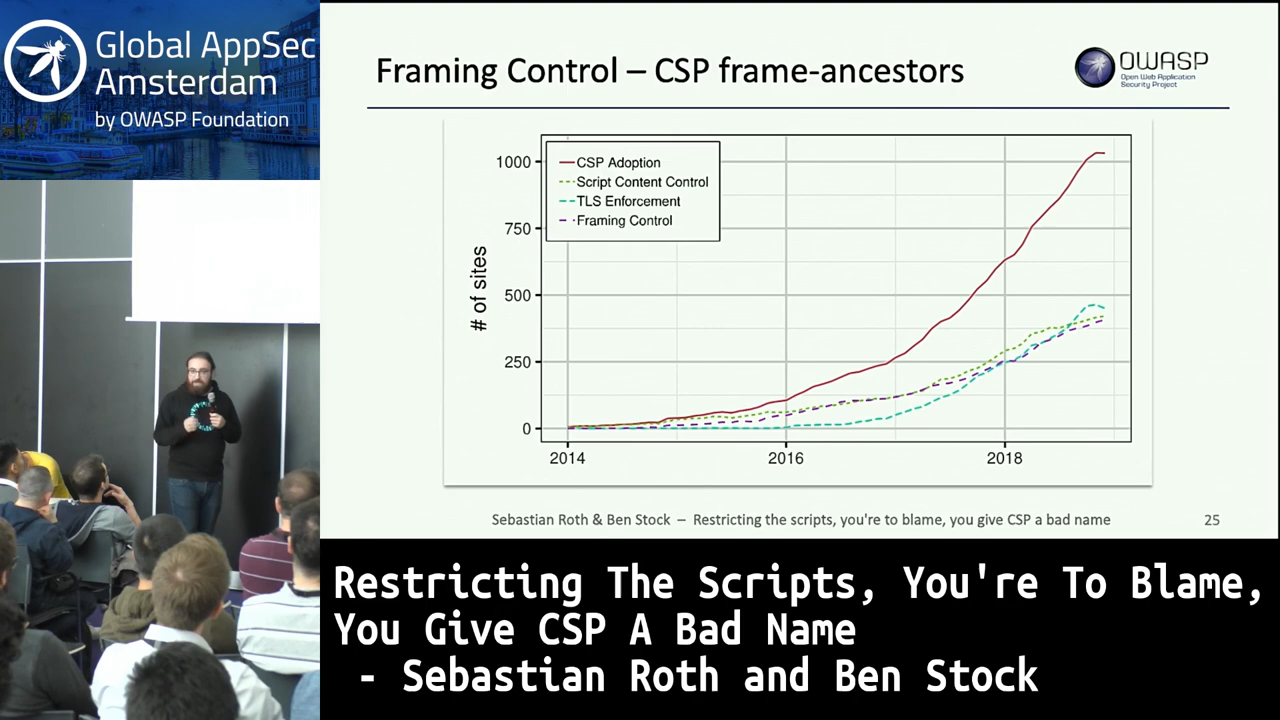 Global AppSec
Amsterdam
by OWASP Foundation
Framing Control – CSP frame-ancestors
OWASP
Open Web Application
Security Project
CSP Adoption
Script Content Control
TLS Enforcement
Framing Control
# of sites
1000
750
500
250
0
2014
2016
2018
Sebastian Roth & Ben Stock – Restricting the scripts, you're to blame, you give CSP a bad name
25
Restricting The Scripts, You're To Blame,
You Give CSP A Bad Name
- Sebastian Roth and Ben Stock